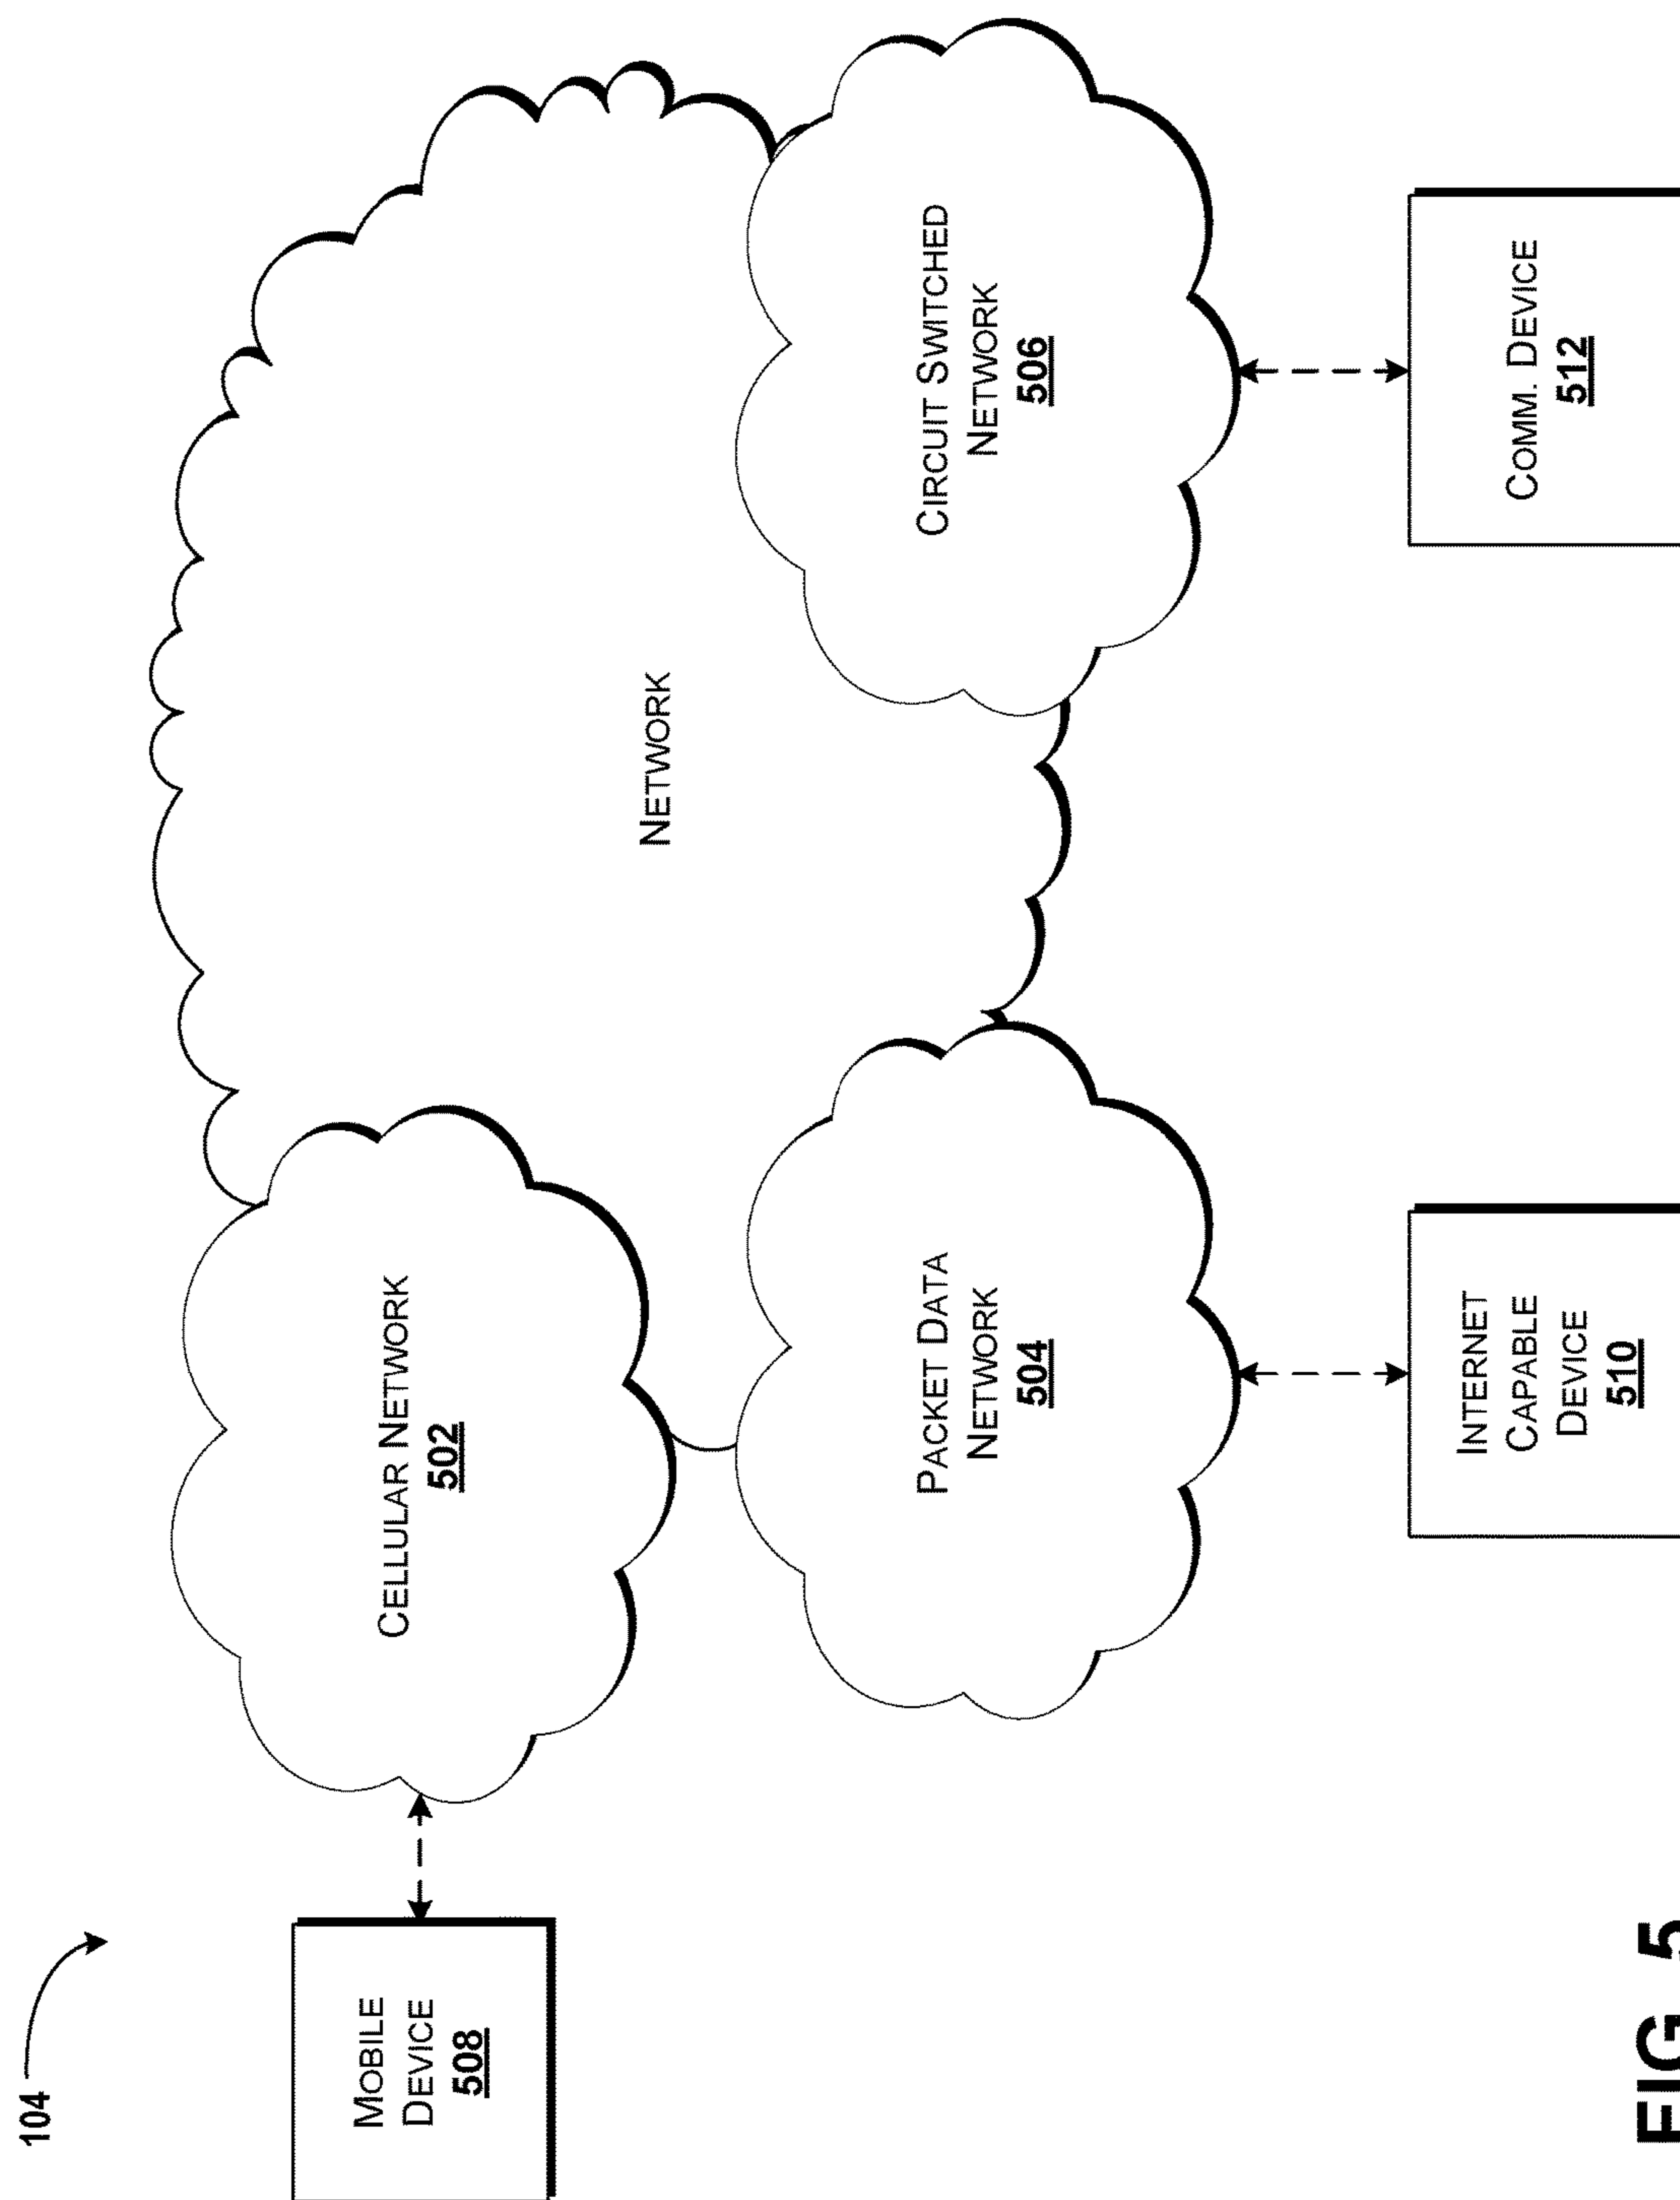 104
MOBILE
DEVICE
508
CELLULAR NETWORK
502
NETWORK
PACKET DATA
NETWORK
504
CIRCUIT SWITCHED
NETWORK
506
INTERNET
CAPABLE
DEVICE
510
COMM. DEVICE
512
FIG. 5